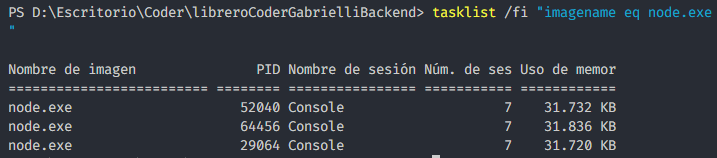 PS D:\Escritorio\Coder\libreroCoderGabrielliBackend> tasklist /fi "imagename eq node.exe
"
Nombre de imagen                     PID Nombre de sesión Núm. de ses Uso de memor
========================= ======== ================ =========== ============
node.exe                     52040 Console                    7    31.732 KB
node.exe                     64456 Console                    7    31.836 KB
node.exe                     29064 Console                    7    31.720 KB